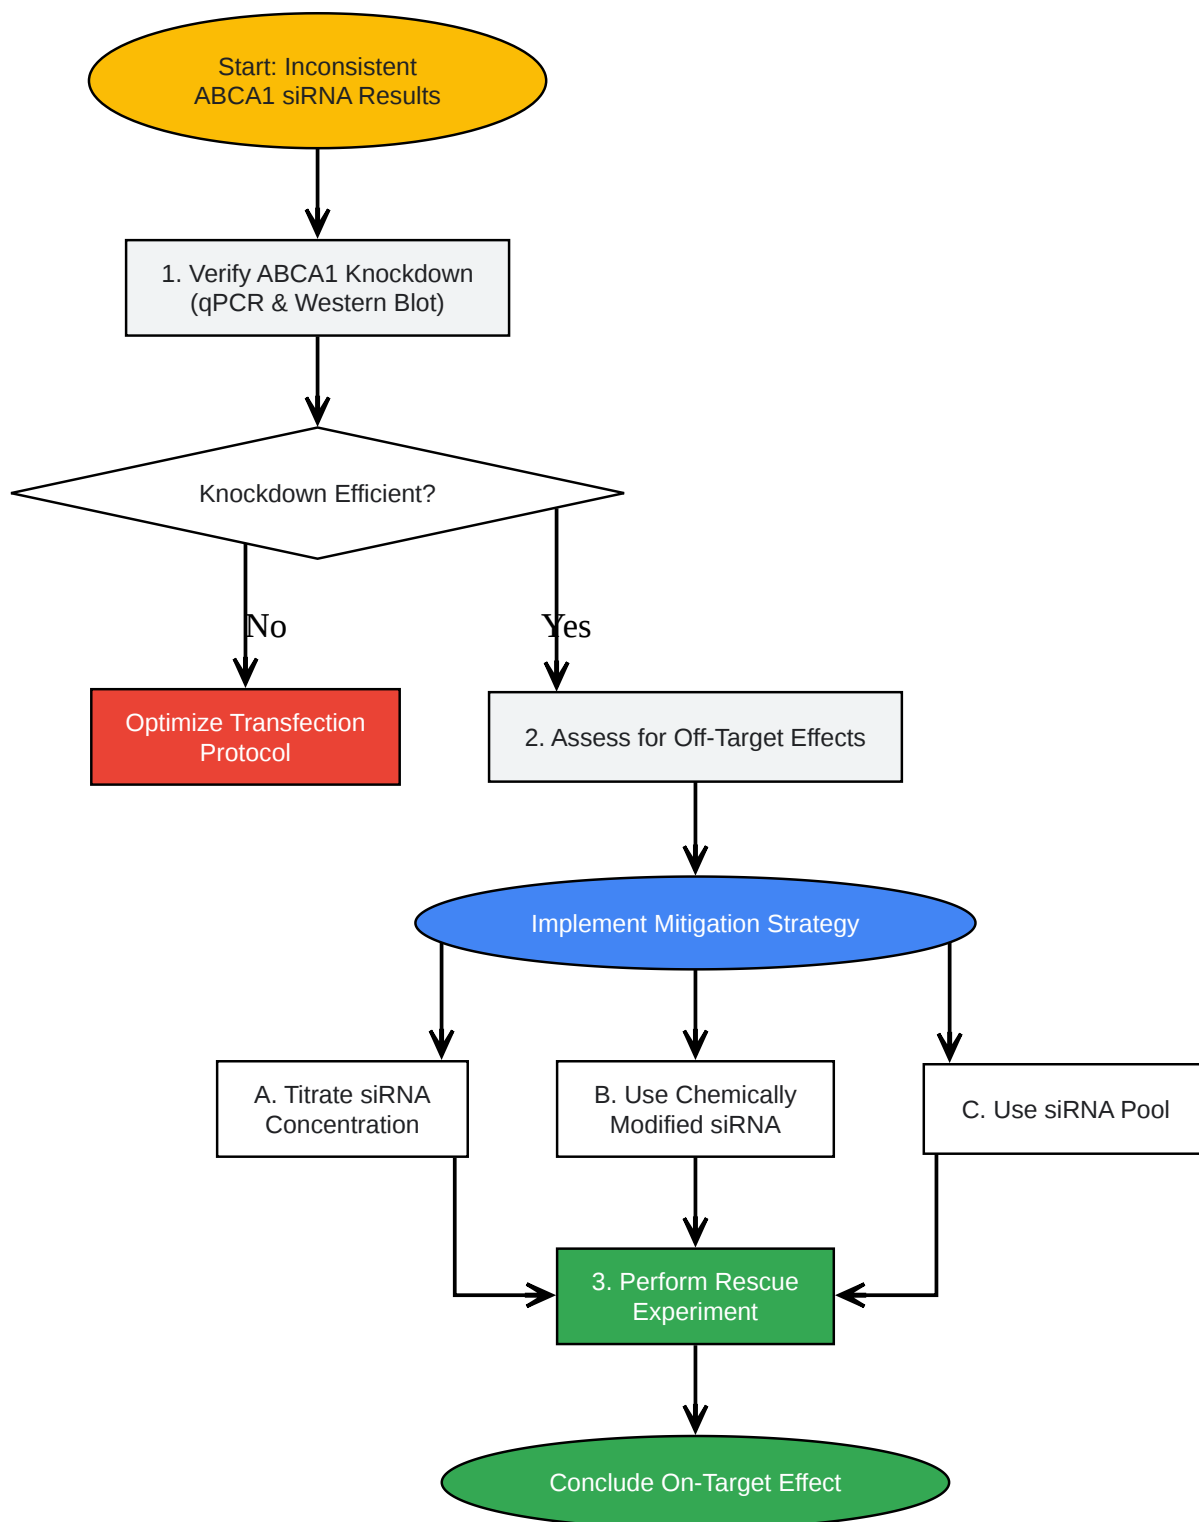 Start: Inconsistent
ABCA1 siRNA Results
1. Verify ABCA1 Knockdown
(qPCR & Western Blot)
Knockdown Efficient?
No
Yes
Optimize Transfection
Protocol
2. Assess for Off-Target Effects
Implement Mitigation Strategy
A. Titrate siRNA
Concentration
B. Use Chemically
Modified siRNA
C. Use siRNA Pool
3. Perform Rescue
Experiment
Conclude On-Target Effect